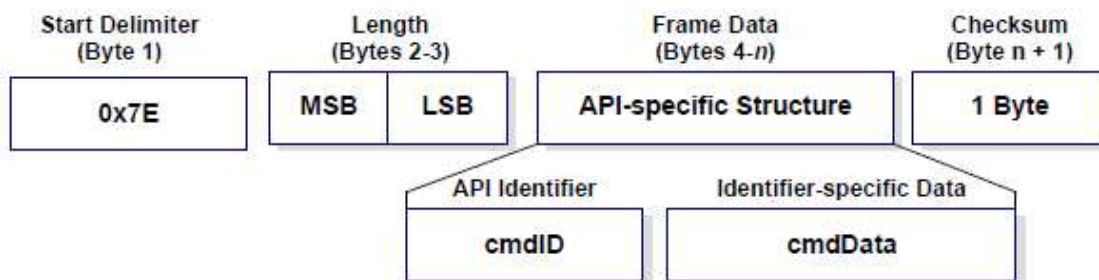 Start Delimiter
(Byte 1)
Length
(Bytes 2-3)
Frame Data
(Bytes 4-n)
Checksum
(Byte n + 1)
0x7E
MSB
LSB
API-specific Structure
1 Byte
API Identifier
Identifier-specific Data
cmdID
cmdData